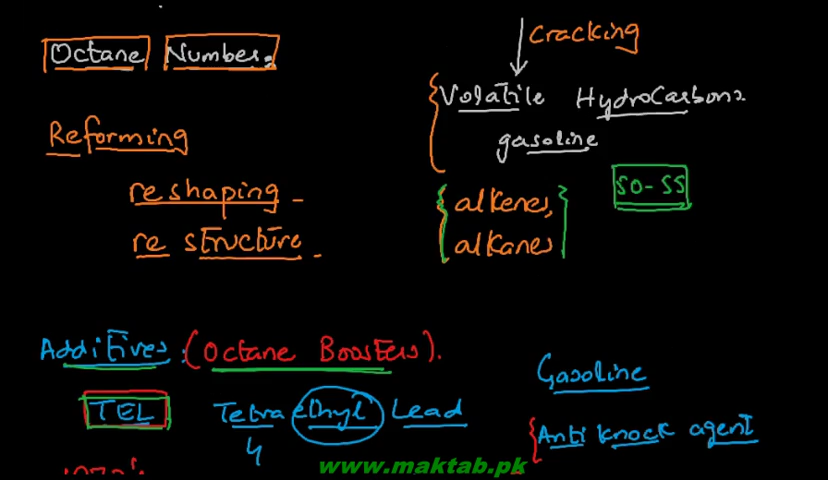 Octane Number.
Reforming
reshaping
re structure
cracking
Volatile HydroCarbons
gasoline
alkenes,
alkanes
50-55
Additives: (Octane Boosters).
TEL Tetra ethyl Lead
4
Gasoline
Anti knock agent
1970's
www.maktab.pk